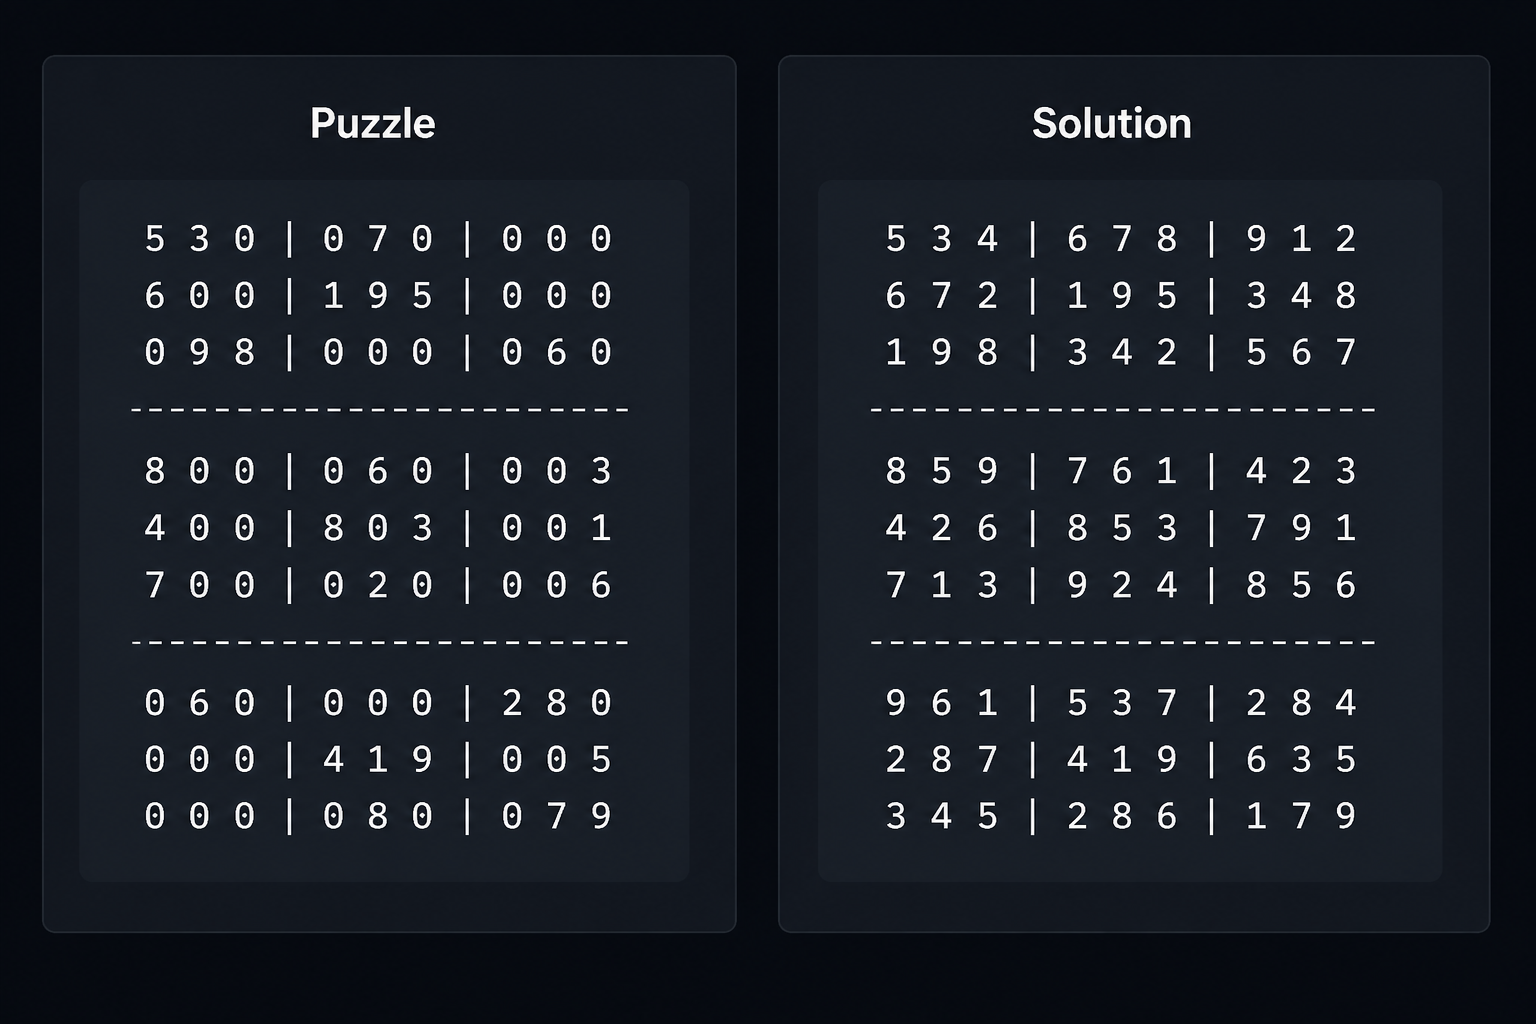 Puzzle
5 3 0 | 0 7 0 | 0 0 0
6 0 0 | 1 9 5 | 0 0 0
0 9 8 | 0 0 0 | 0 6 0
-----------------------
8 0 0 | 0 6 0 | 0 0 3
4 0 0 | 8 0 3 | 0 0 1
7 0 0 | 0 2 0 | 0 0 6
-----------------------
0 6 0 | 0 0 0 | 2 8 0
0 0 0 | 4 1 9 | 0 0 5
0 0 0 | 0 8 0 | 0 7 9
Solution
5 3 4 | 6 7 8 | 9 1 2
6 7 2 | 1 9 5 | 3 4 8
1 9 8 | 3 4 2 | 5 6 7
-----------------------
8 5 9 | 7 6 1 | 4 2 3
4 2 6 | 8 5 3 | 7 9 1
7 1 3 | 9 2 4 | 8 5 6
-----------------------
9 6 1 | 5 3 7 | 2 8 4
2 8 7 | 4 1 9 | 6 3 5
3 4 5 | 2 8 6 | 1 7 9